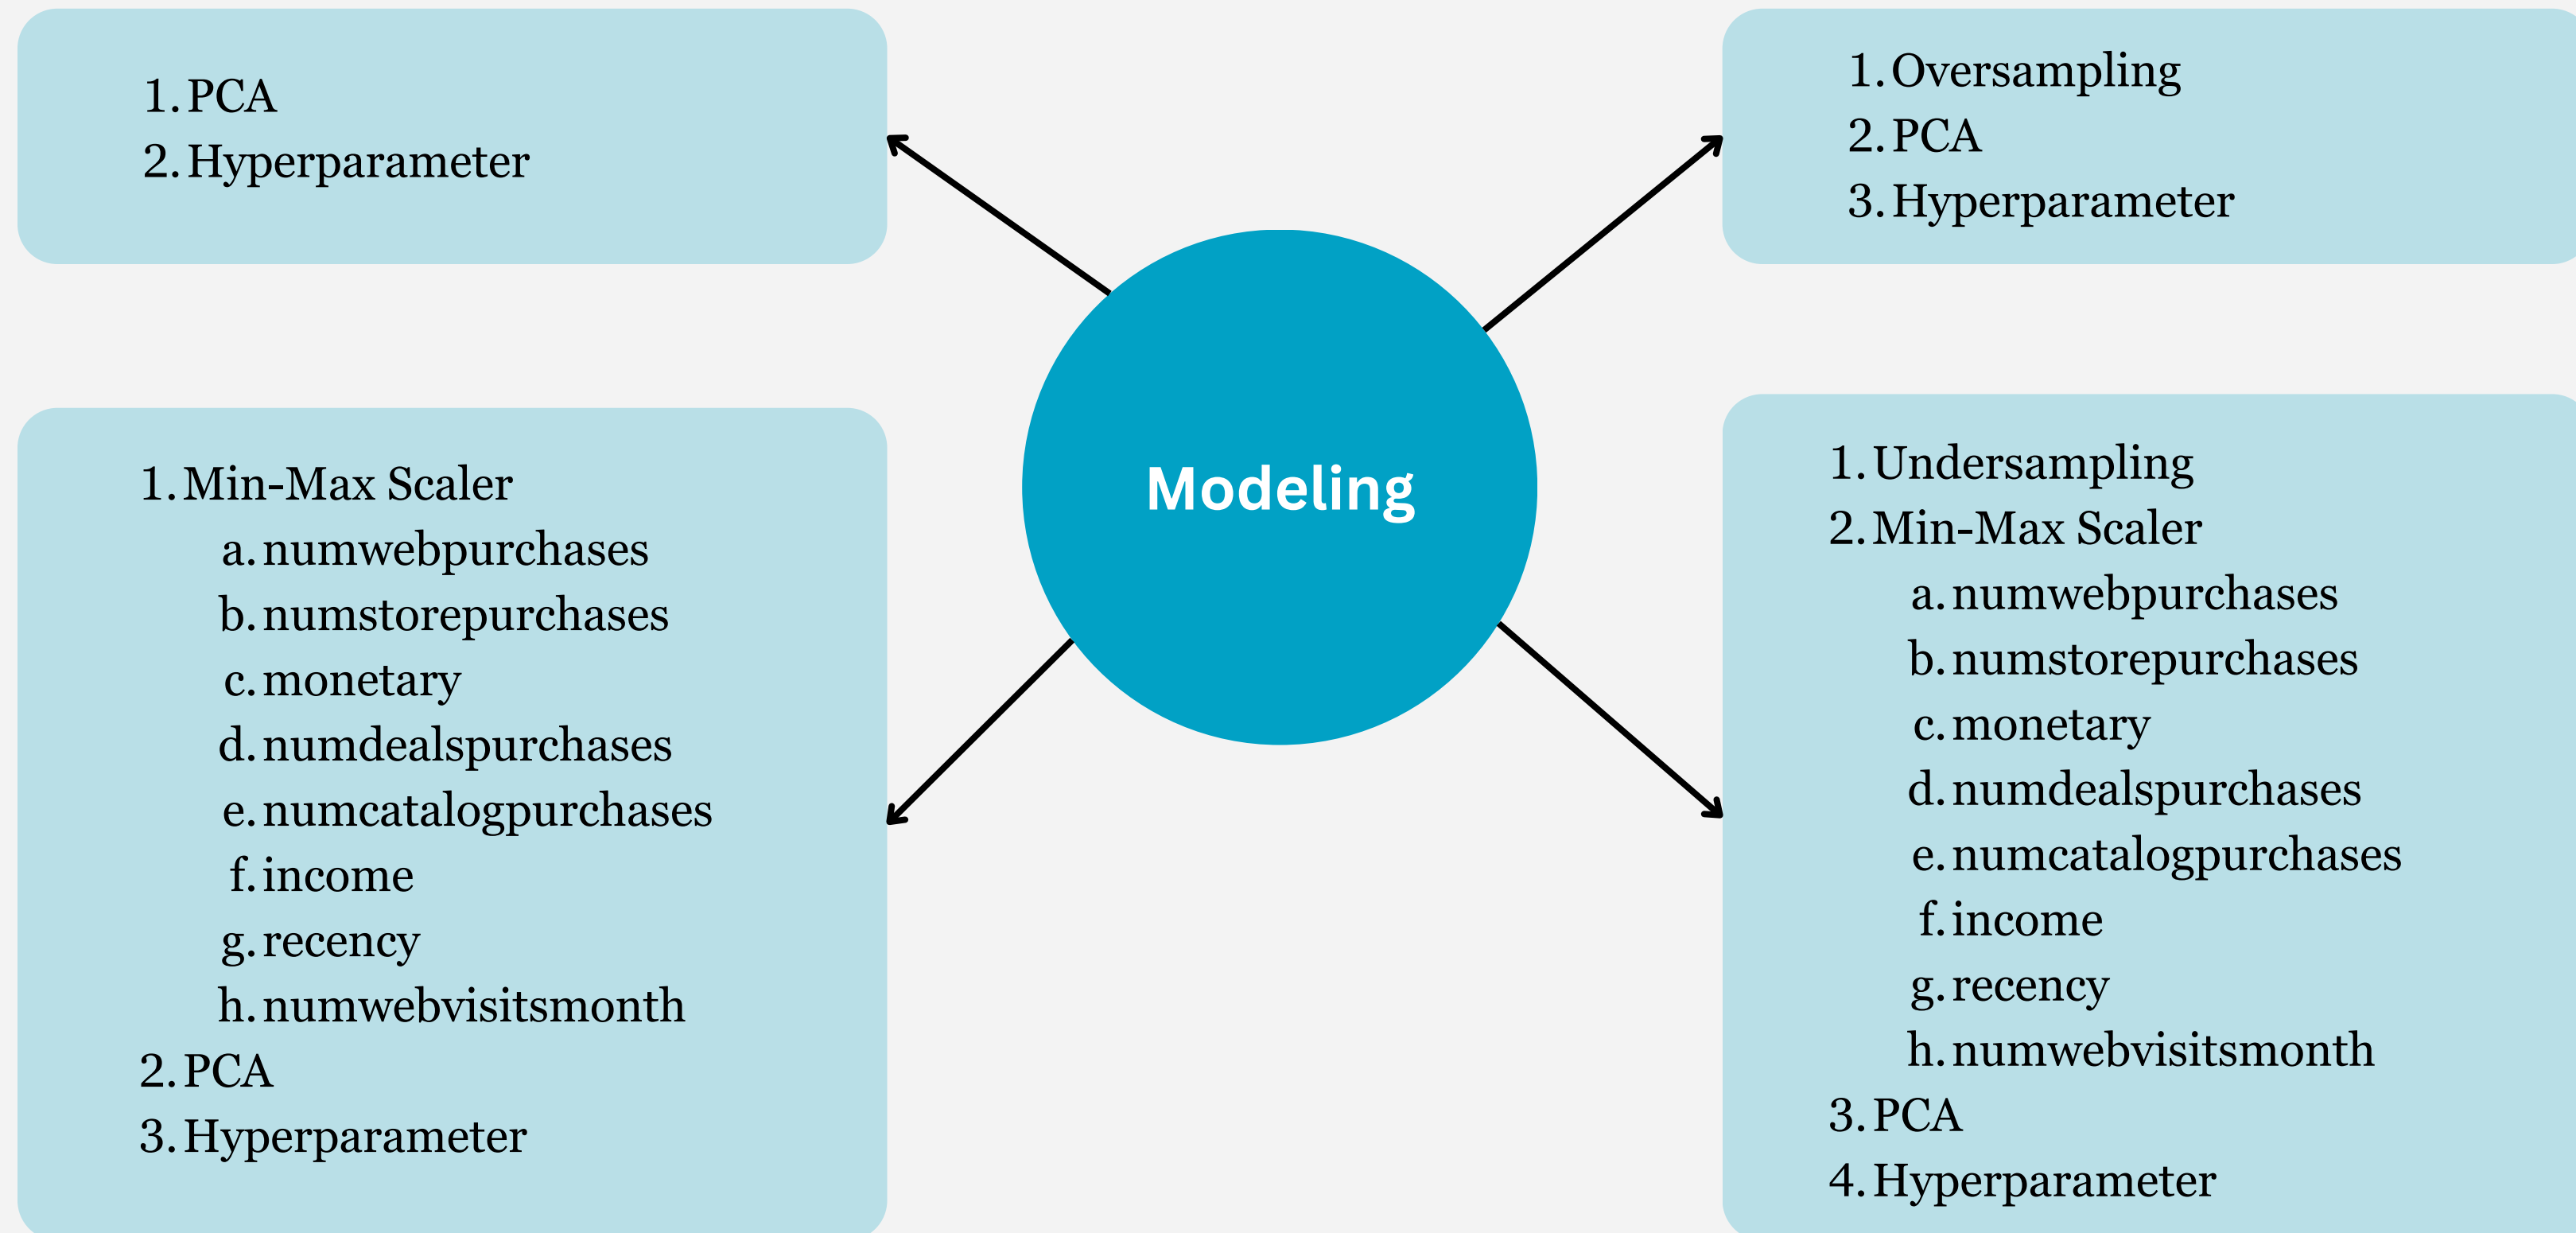 1. PCA
2. Hyperparameter
1. Oversampling
2. PCA
3. Hyperparameter
Modeling
1. Min-Max Scaler
a. numwebpurchases
b. numstorepurchases
c. monetary
d. numdealspurchases
e. numcatalogpurchases
f. income
g. recency
h. numwebvisitsmonth
2. PCA
3. Hyperparameter
1. Undersampling
2. Min-Max Scaler
a. numwebpurchases
b. numstorepurchases
c. monetary
d. numdealspurchases
e. numcatalogpurchases
f. income
g. recency
h. numwebvisitsmonth
3. PCA
4. Hyperparameter